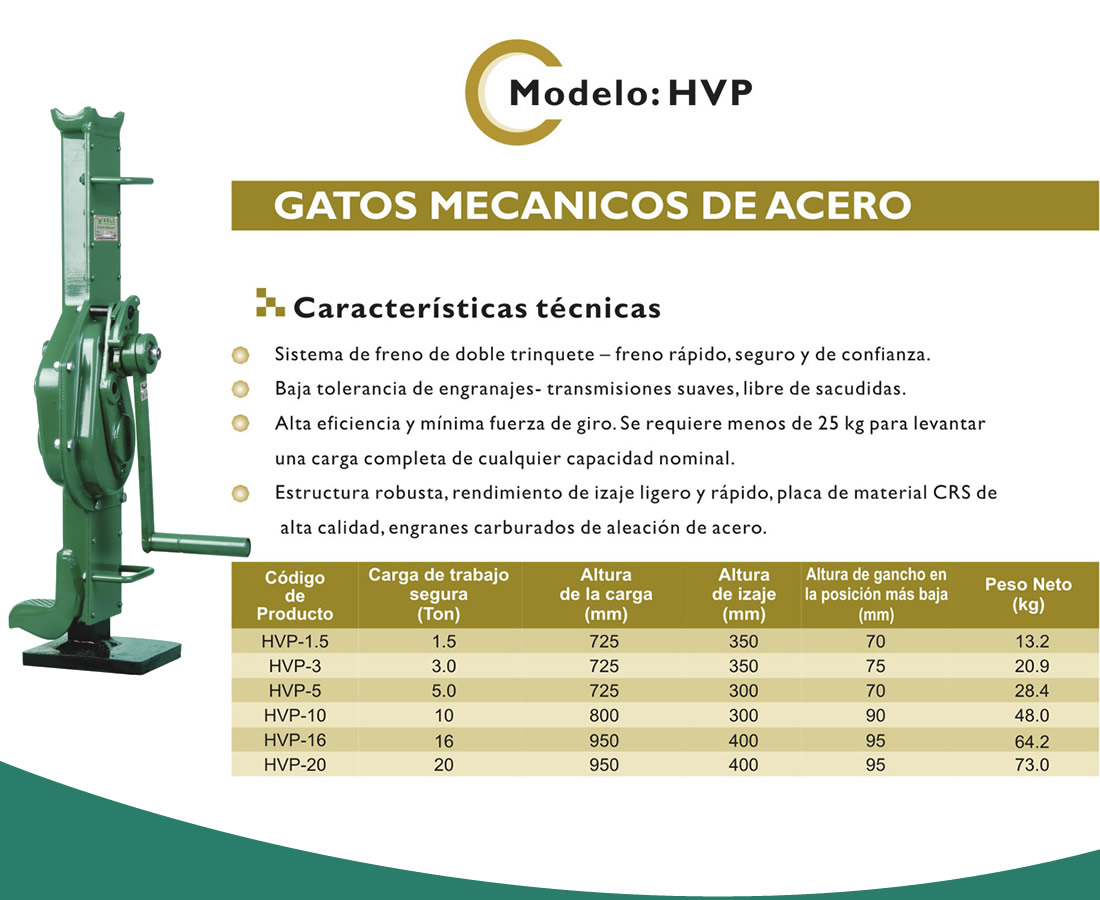 Modelo: HVP
GATOS MECANICOS DE ACERO
Características técnicas
Sistema de freno de doble trinquete – freno rápido, seguro y de confianza.
Baja tolerancia de engranajes- transmisiones suaves, libre de sacudidas.
Alta eficiencia y mínima fuerza de giro. Se requiere menos de 25 kg para levantar
una carga completa de cualquier capacidad nominal.
Estructura robusta, rendimiento de izaje ligero y rápido, placa de material CRS de
alta calidad, engranes carburados de aleación de acero.
Código de Producto | Carga de trabajo segura (Ton) | Altura de la carga (mm) | Altura de izaje (mm) | Altura de gancho en la posición más baja (mm) | Peso Neto (kg)
HVP-1.5 1.5 725 350 70 13.2
HVP-3 3.0 725 350 75 20.9
HVP-5 5.0 725 300 70 28.4
HVP-10 10 800 300 90 48.0
HVP-16 16 950 400 95 64.2
HVP-20 20 950 400 95 73.0